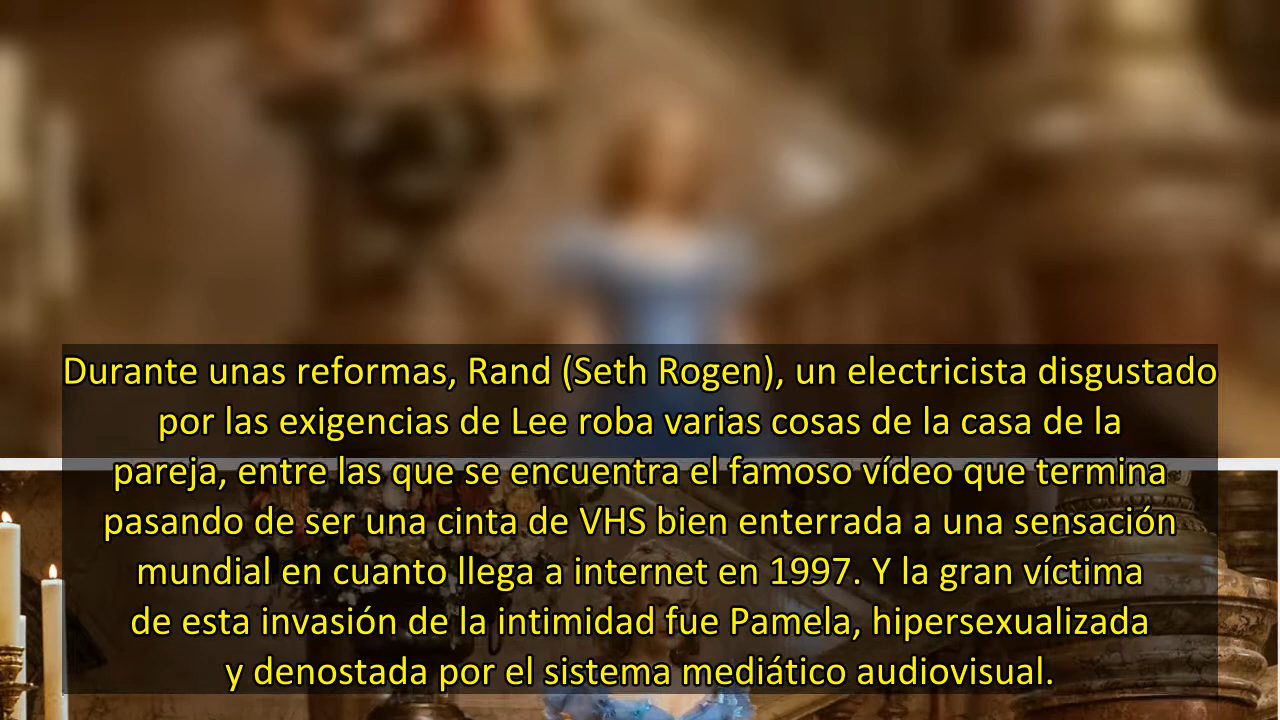 Durante unas reformas, Rand (Seth Rogen), un electricista disgustado
por las exigencias de Lee roba varias cosas de la casa de la
pareja, entre las que se encuentra el famoso vídeo que termina
pasando de ser una cinta de VHS bien enterrada a una sensación
mundial en cuanto llega a internet en 1997. Y la gran víctima
de esta invasión de la intimidad fue Pamela, hipersexualizada
y denostada por el sistema mediático audiovisual.